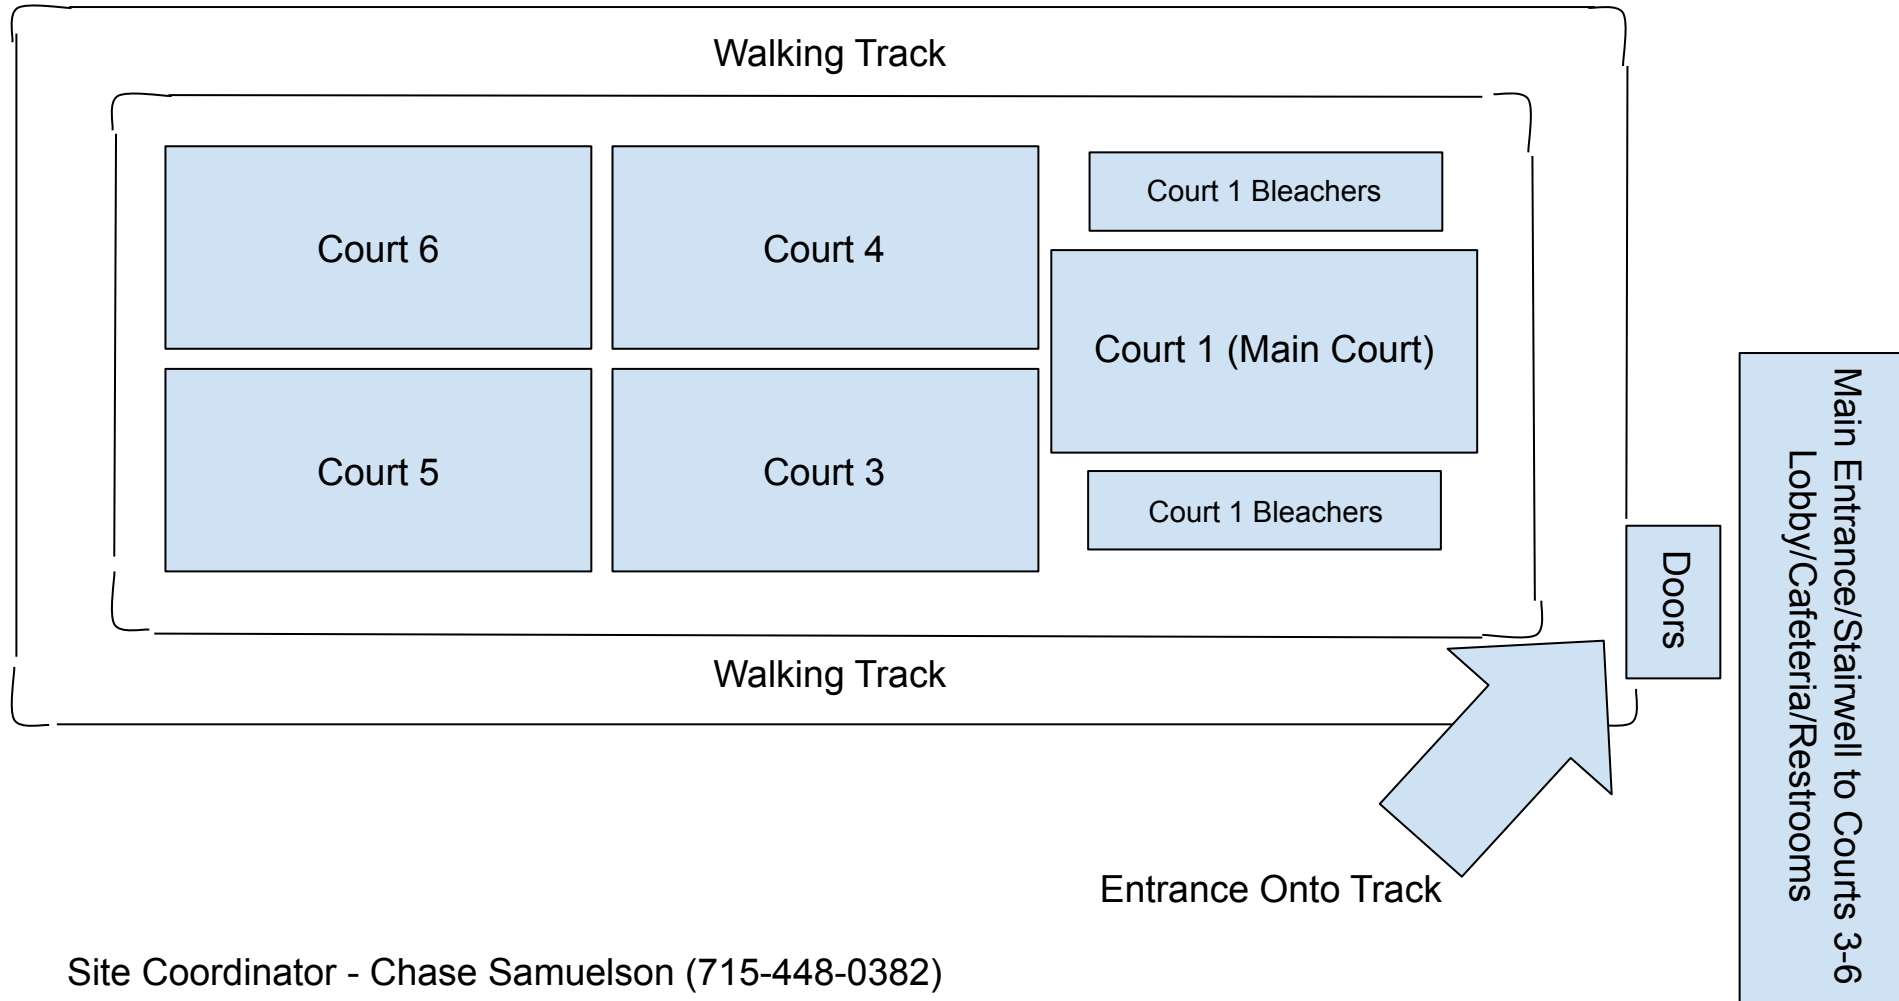 Walking Track
Court 6
Court 4
Court 1 Bleachers
Court 1 (Main Court)
Court 5
Court 3
Court 1 Bleachers
Doors
Main Entrance/Stairwell to Courts 3-6
Lobby/Cafeteria/Restrooms
Walking Track
Entrance Onto Track
Site Coordinator - Chase Samuelson (715-448-0382)